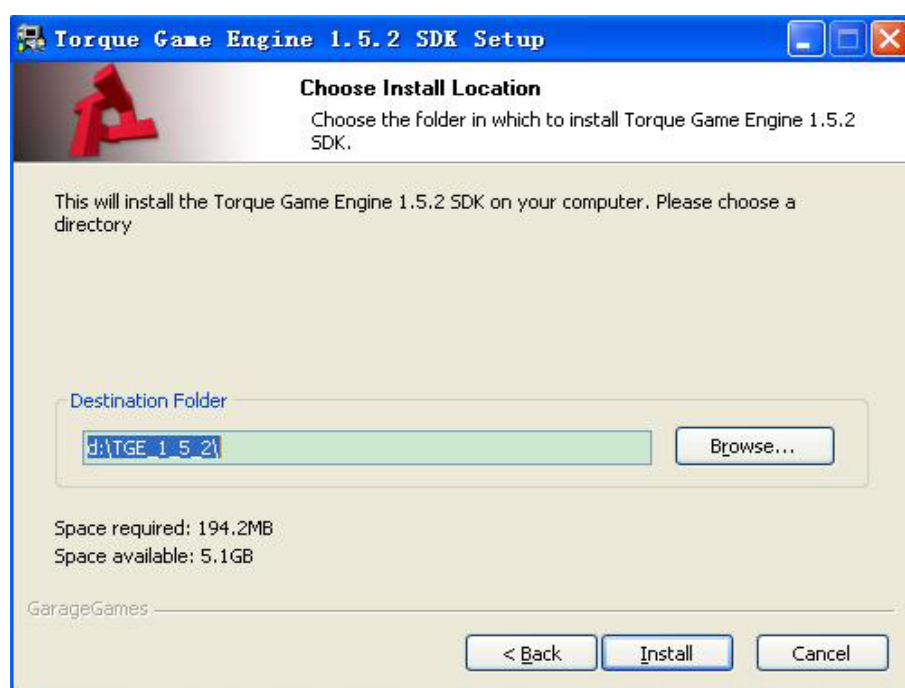 Torque Game Engine 1.5.2 SDK Setup
Choose Install Location
Choose the folder in which to install Torque Game Engine 1.5.2
SDK.
This will install the Torque Game Engine 1.5.2 SDK on your computer. Please choose a
directory
Destination Folder
d:\TGE_1_5_2\
Browse...
Space required: 194.2MB
Space available: 5.1GB
GarageGames
< Back
Install
Cancel